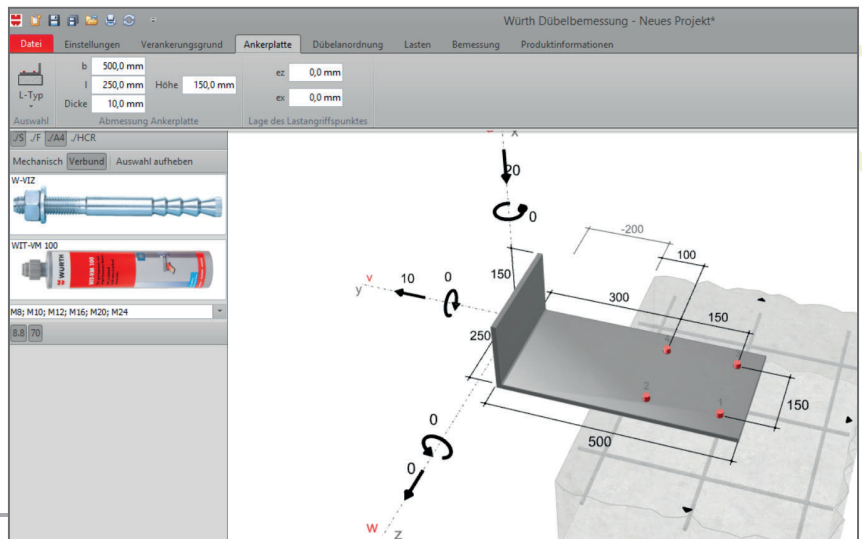 Würth Dübelbemessung - Neues Projekt*
Datei Einstellungen Verankerungsgrund Ankerplatte Dübelanordnung Lasten Bemessung Produktinformationen
b 500,0 mm
l 250,0 mm Höhe 150,0 mm
Dicke 10,0 mm
ez 0,0 mm
ex 0,0 mm
L-Typ
Auswahl Abmessung Ankerplatte Lage des Lastangriffspunktes
./S ./F ./A4 ./HCR
Mechanisch Verbund Auswahl aufheben
W-VIZ
WIT-VM 100
WÜRTH
M8; M10; M12; M16; M20; M24
8.8 70
x
20
0
-200
100
150
300
150
v
y
10
0
250
2
1
150
500
0
0
w
z